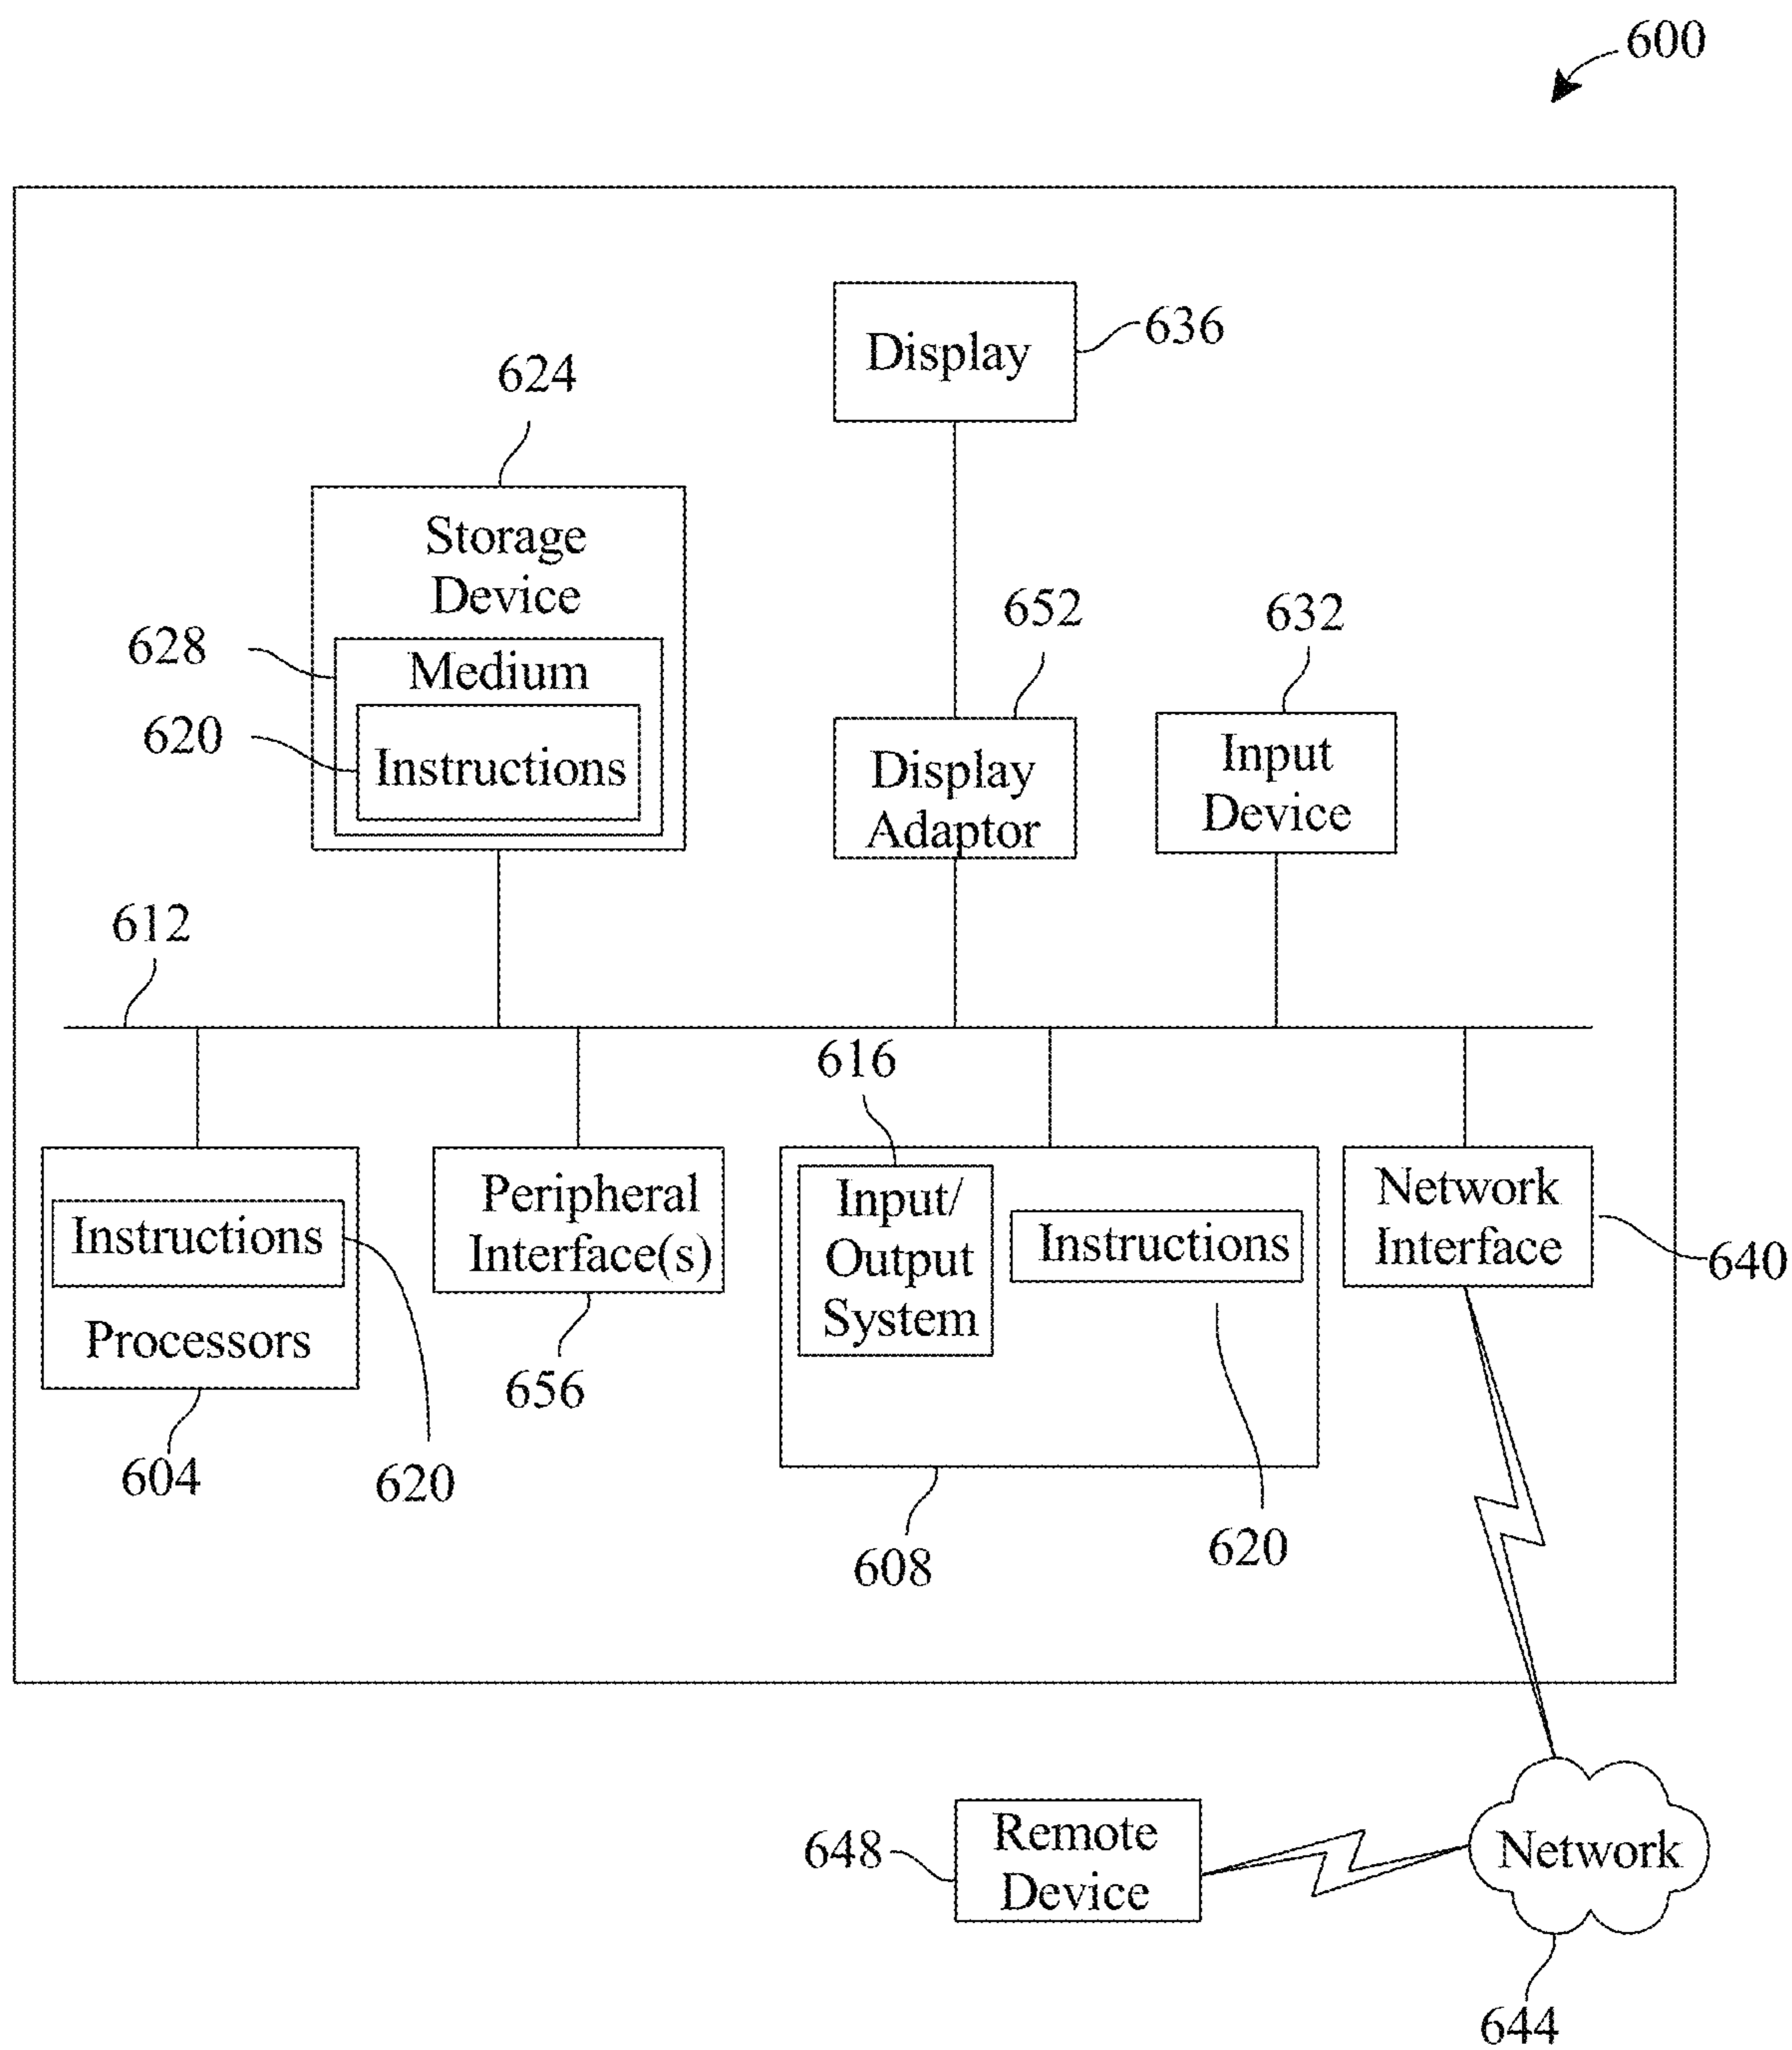 600
Display
636
624
Storage
Device
628
Medium
620
Instructions
652
Display
Adaptor
632
Input
Device
612
616
Instructions
Processors
604
620
Peripheral
Interface(s)
656
Input/
Output
System
Instructions
608
620
Network
Interface
640
648
Remote
Device
Network
644